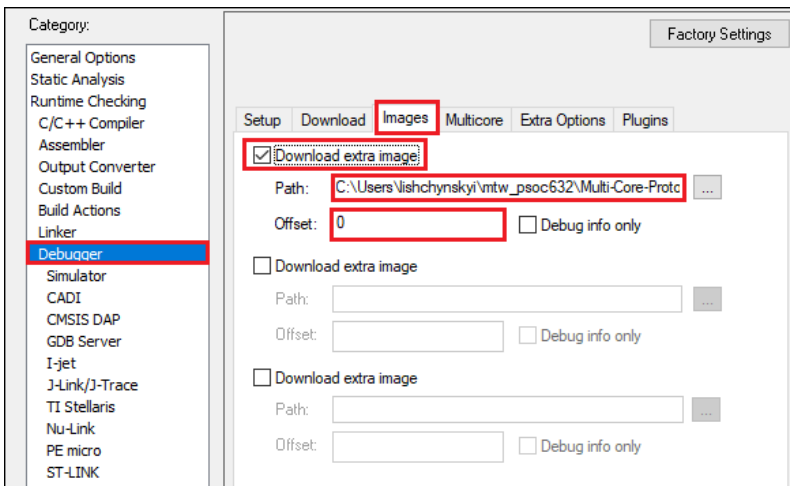 Category:
Factory Settings
General Options
Static Analysis
Runtime Checking
C/C++ Compiler
Assembler
Output Converter
Custom Build
Build Actions
Linker
Debugger
Simulator
CADI
CMSIS DAP
GDB Server
I-jet
J-Link/J-Trace
TI Stellaris
Nu-Link
PE micro
ST-LINK
Setup Download Images Multicore Extra Options Plugins
Download extra image
Path: C:\Users\lishchynskyi\mtw_psoc632\Multi-Core-Proto ...
Offset: 0 Debug info only
Download extra image
Path: ...
Offset: Debug info only
Download extra image
Path: ...
Offset: Debug info only